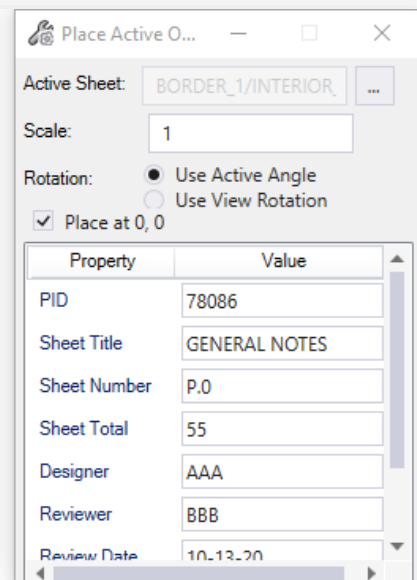 Place Active O...
Active Sheet: BORDER_1/INTERIOR_ ...
Scale: 1
Rotation: Use Active Angle
Use View Rotation
Place at 0, 0
Property Value
PID 78086
Sheet Title GENERAL NOTES
Sheet Number P.0
Sheet Total 55
Designer AAA
Reviewer BBB
Review Date 10-13-20